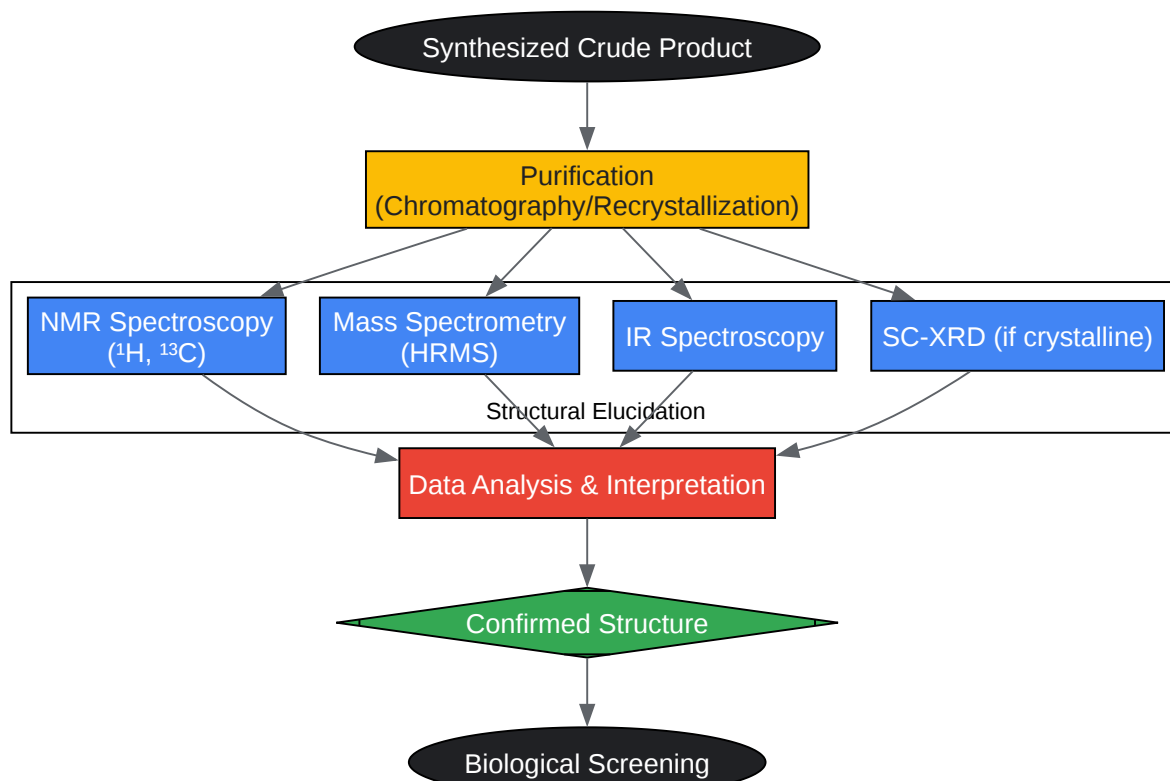 Synthesized Crude Product
Purification
(Chromatography/Recrystallization)
NMR Spectroscopy
(¹H, ¹³C)
Mass Spectrometry
(HRMS)
IR Spectroscopy
SC-XRD (if crystalline)
Structural Elucidation
Data Analysis & Interpretation
Confirmed Structure
Biological Screening